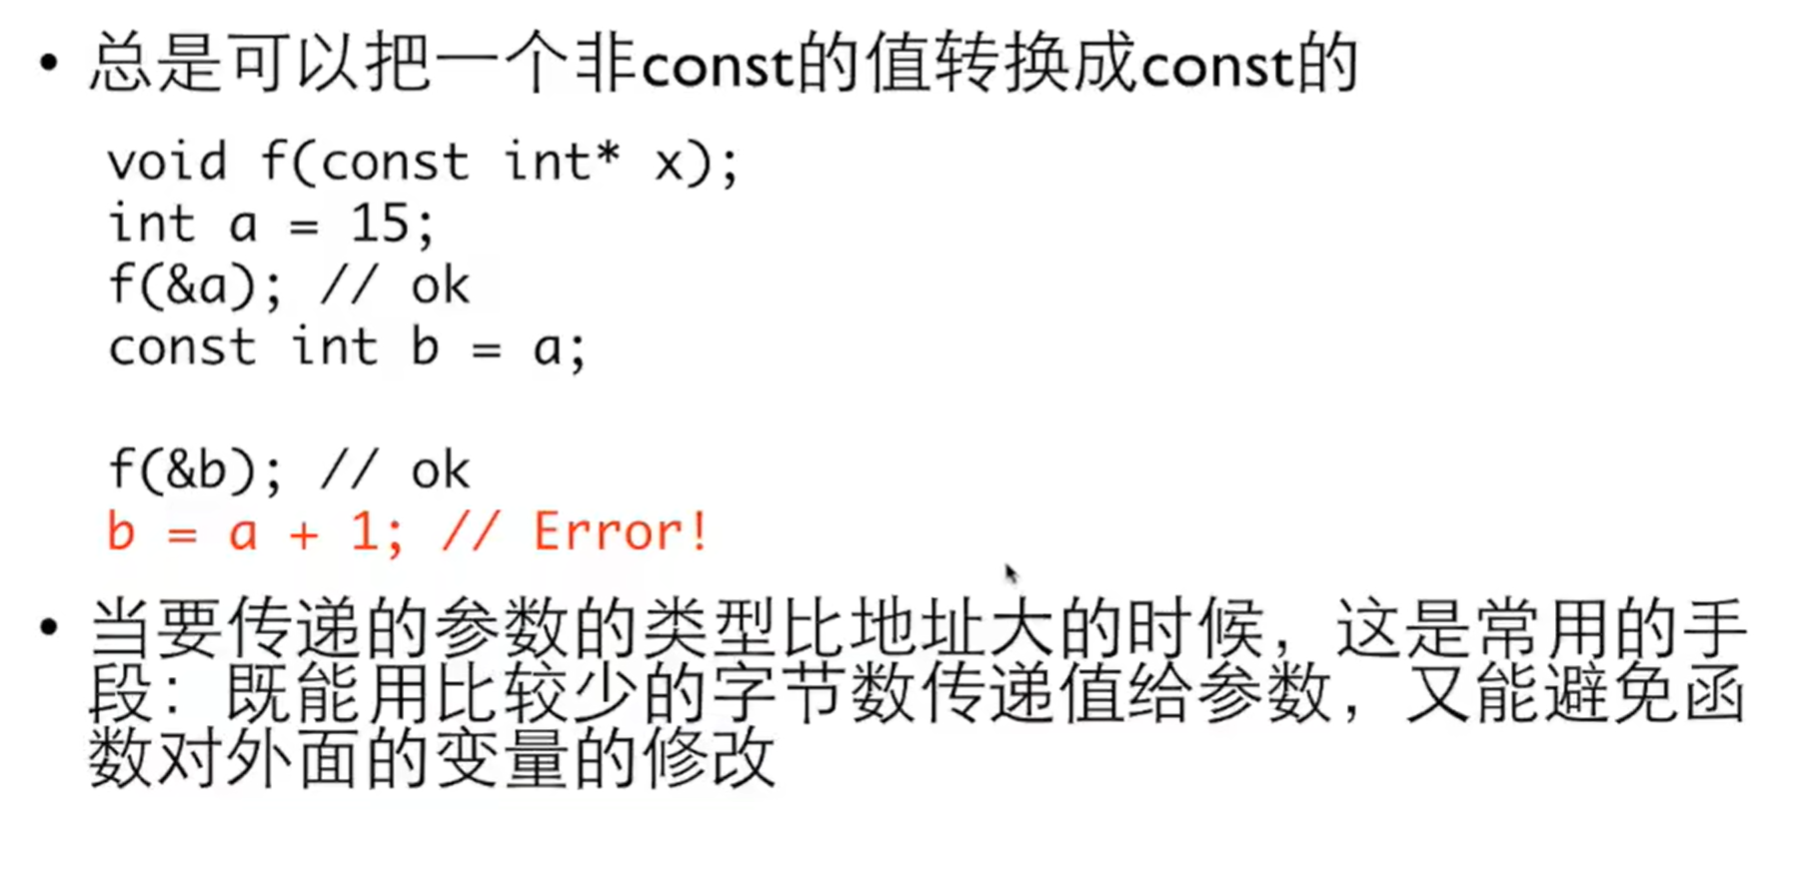 • 总是可以把一个非const的值转换成const的
void f(const int* x);
int a = 15;
f(&a); // ok
const int b = a;
f(&b); // ok
b = a + 1; // Error!
• 当要传递的参数的类型比地址大的时候，这是常用的手
段：既能用比较少的字节数传递值给参数，又能避免函
数对外面的变量的修改